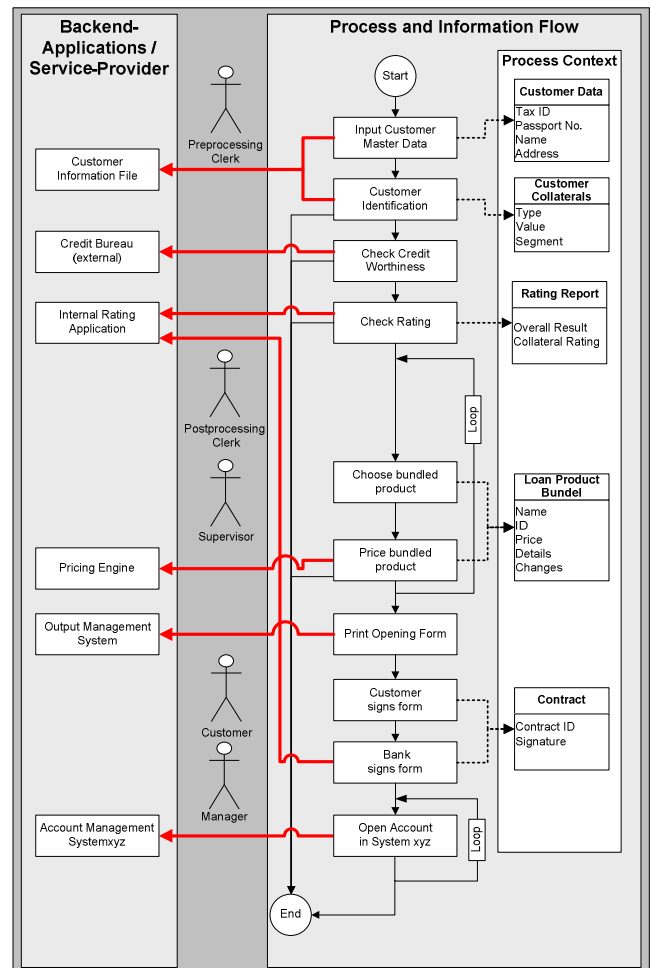 Backend-
Applications /
Service-Provider
Process and Information Flow
Process Context
Start
Customer Data
Tax ID
Passport No.
Name
Address
Input Customer
Master Data
Preprocessing
Clerk
Customer
Information File
Customer
Identification
Customer
Collaterals
Type
Value
Segment
Credit Bureau
(external)
Check Credit
Worthiness
Internal Rating
Application
Check Rating
Rating Report
Overall Result
Collateral Rating
Loop
Postprocessing
Clerk
Choose bundled
product
Loan Product
Bundel
Name
ID
Price
Details
Changes
Supervisor
Pricing Engine
Price bundled
product
Output Management
System
Print Opening Form
Customer
Customer
signs form
Contract
Contract ID
Signature
Bank
signs form
Manager
Account Management
Systemxyz
Open Account
in System xyz
Loop
End